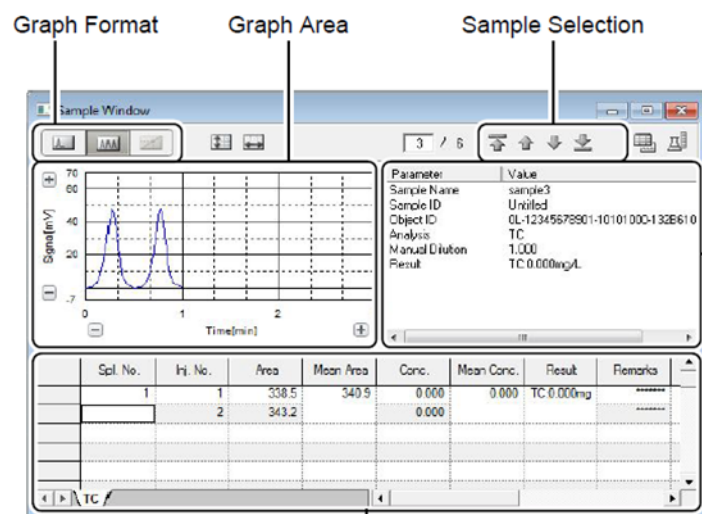 Graph Format Graph Area Sample Selection
Sample Window
3 / 6
70
60
40
20
-7
Signal[mV]
0 1 2
Time[min]
Parameter Value
Sample Name sample3
Sample ID Untitled
Object ID 0L-12345678901-10101000-132B610
Analysis TC
Manual Dilution 1.000
Result TC:0.000mg/L
Spl. No. Inj. No. Area Mean Area Conc. Mean Conc. Result Remarks
1 1 338.5 340.9 0.000 0.000 TC:0.000mg *******
2 343.2 0.000 *******
TC